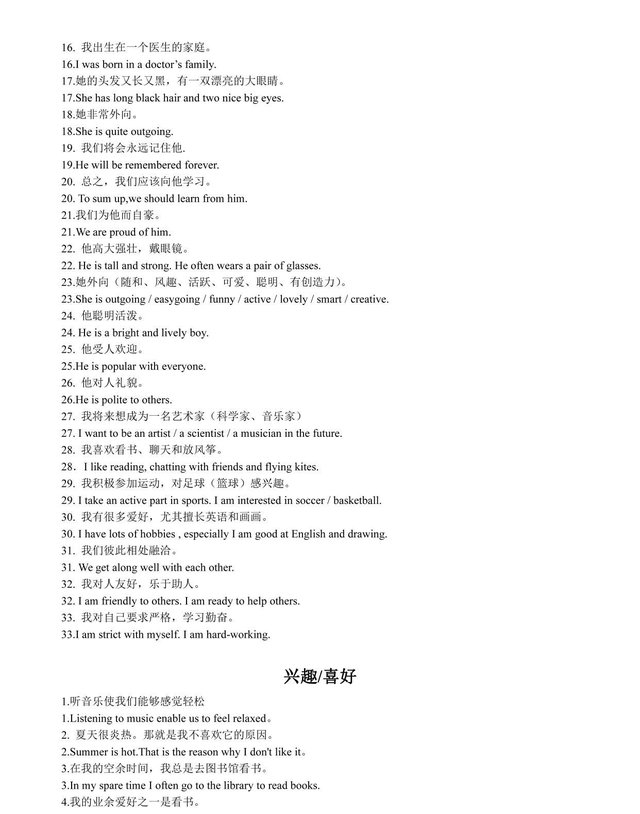 16. 我出生在一个医生的家庭。
16.I was born in a doctor’s family.
17.她的头发又长又黑，有一双漂亮的大眼睛。
17.She has long black hair and two nice big eyes.
18.她非常外向。
18.She is quite outgoing.
19. 我们将会永远记住他.
19.He will be remembered forever.
20. 总之，我们应该向他学习。
20. To sum up,we should learn from him.
21.我们为他而自豪。
21.We are proud of him.
22. 他高大强壮，戴眼镜。
22. He is tall and strong. He often wears a pair of glasses.
23.她外向（随和、风趣、活跃、可爱、聪明、有创造力）。
23.She is outgoing / easygoing / funny / active / lovely / smart / creative.
24. 他聪明活泼。
24. He is a bright and lively boy.
25. 他受人欢迎。
25.He is popular with everyone.
26. 他对人礼貌。
26.He is polite to others.
27. 我将来想成为一名艺术家（科学家、音乐家）
27. I want to be an artist / a scientist / a musician in the future.
28. 我喜欢看书、聊天和放风筝。
28．I like reading, chatting with friends and flying kites.
29. 我积极参加运动，对足球（篮球）感兴趣。
29. I take an active part in sports. I am interested in soccer / basketball.
30. 我有很多爱好，尤其擅长英语和画画。
30. I have lots of hobbies , especially I am good at English and drawing.
31. 我们彼此相处融洽。
31. We get along well with each other.
32. 我对人友好，乐于助人。
32. I am friendly to others. I am ready to help others.
33. 我对自己要求严格，学习勤奋。
33.I am strict with myself. I am hard-working.
兴趣/喜好
1.听音乐使我们能够感觉轻松
1.Listening to music enable us to feel relaxed。
2. 夏天很炎热。那就是我不喜欢它的原因。
2.Summer is hot.That is the reason why I don't like it。
3.在我的空余时间，我总是去图书馆看书。
3.In my spare time I often go to the library to read books.
4.我的业余爱好之一是看书。